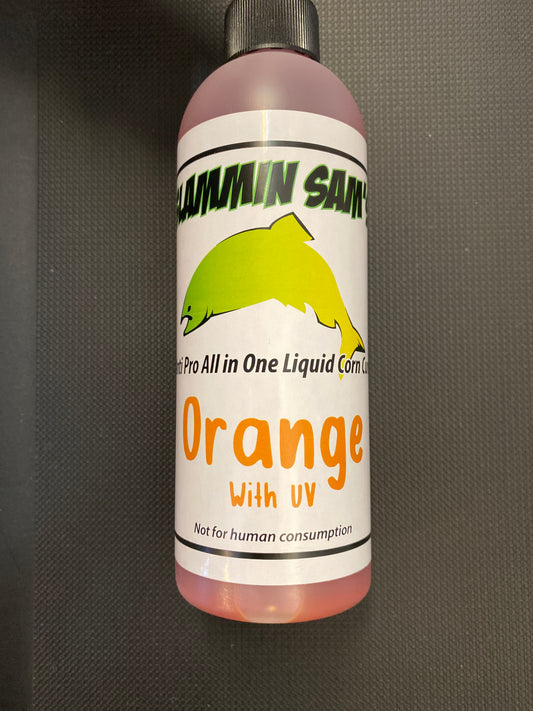 LAMMIN SAM'S
Pro All in One Liquid Corn
Orange
With UV
Not for human consumption